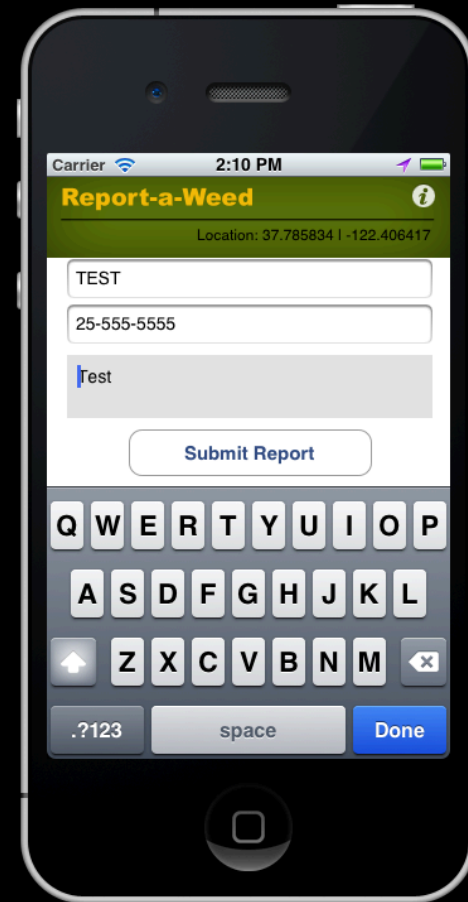 Carrier 2:10 PM
Report-a-Weed i
Location: 37.785834 | -122.406417
TEST
25-555-5555
Test
Submit Report
Q W E R T Y U I O P
A S D F G H J K L
Z X C V B N M
.?123 space Done